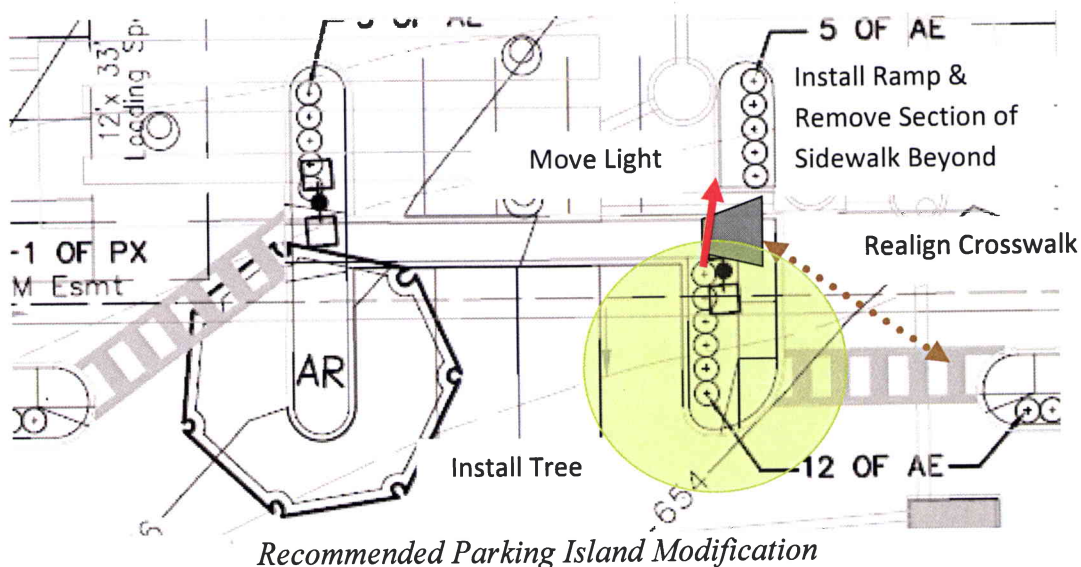 5 OF AE
12'x 33'
Loading Sp
Install Ramp &
Remove Section of
Sidewalk Beyond
Move Light
-1 OF PX
M Esmt
Realign Crosswalk
AR
Install Tree
12 OF AE
654
Recommended Parking Island Modification